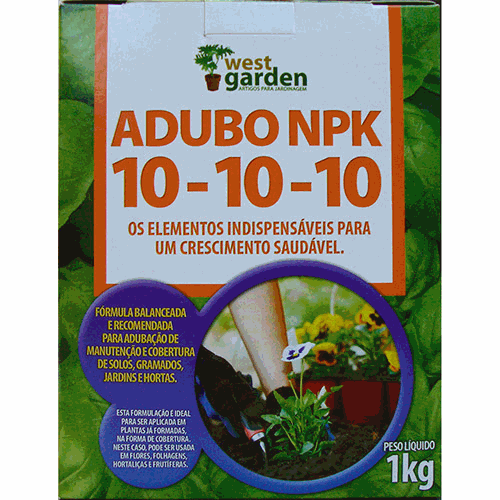 west
garden
ARTIGOS PARA JARDINAGEM
ADUBO NPK
10-10-10
OS ELEMENTOS INDISPENSÁVEIS PARA
UM CRESCIMENTO SAUDÁVEL.
FÓRMULA BALANCEADA
E RECOMENDADA
PARA ADUBAÇÃO DE
MANUTENÇÃO E COBERTURA
DE SOLOS, GRAMADOS,
JARDINS E HORTAS.
ESTA FORMULAÇÃO É IDEAL
PARA SER APLICADA EM
PLANTAS JÁ FORMADAS,
NA FORMA DE COBERTURA.
NESTE CASO, PODE SER USADA
EM FLORES, FOLHAGENS,
HORTALIÇAS E FRUTÍFERAS.
PESO LÍQUIDO
1kg